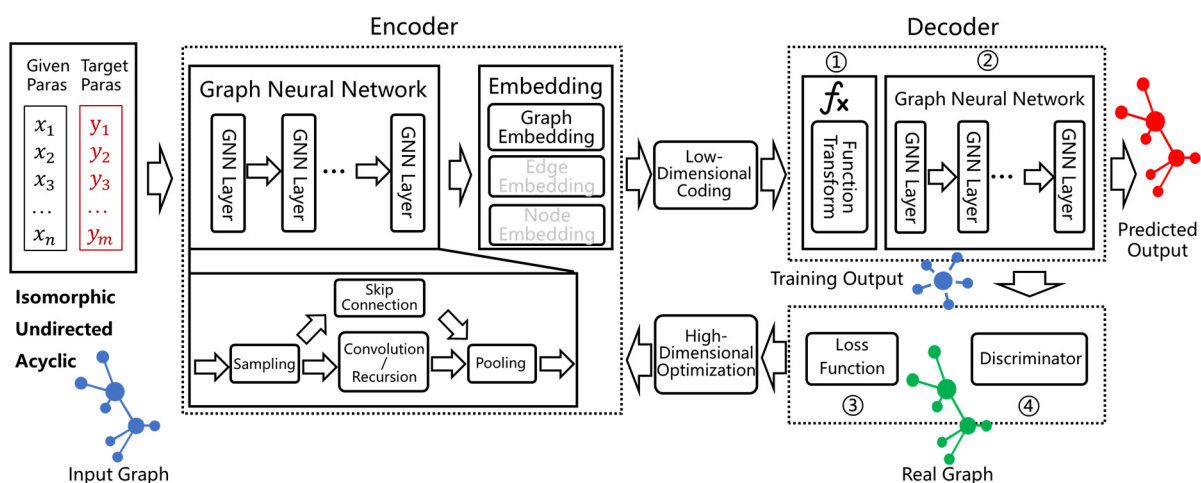 Encoder
Decoder
Given Paras
Target Paras
x₁
y₁
x₂
y₂
x₃
y₃
...
...
xₙ
yₘ
Isomorphic
Undirected
Acyclic
Input Graph
Graph Neural Network
GNN Layer
GNN Layer
...
GNN Layer
Embedding
Graph
Embedding
Edge
Embedding
Node
Embedding
Sampling
Skip
Connection
Convolution
/
Recursion
Pooling
Low-
Dimensional
Coding
①
fx
Function
Transform
②
Graph Neural Network
GNN Layer
GNN Layer
...
GNN Layer
Predicted
Output
Training Output
High-
Dimensional
Optimization
Loss
Function
③
Discriminator
④
Real Graph